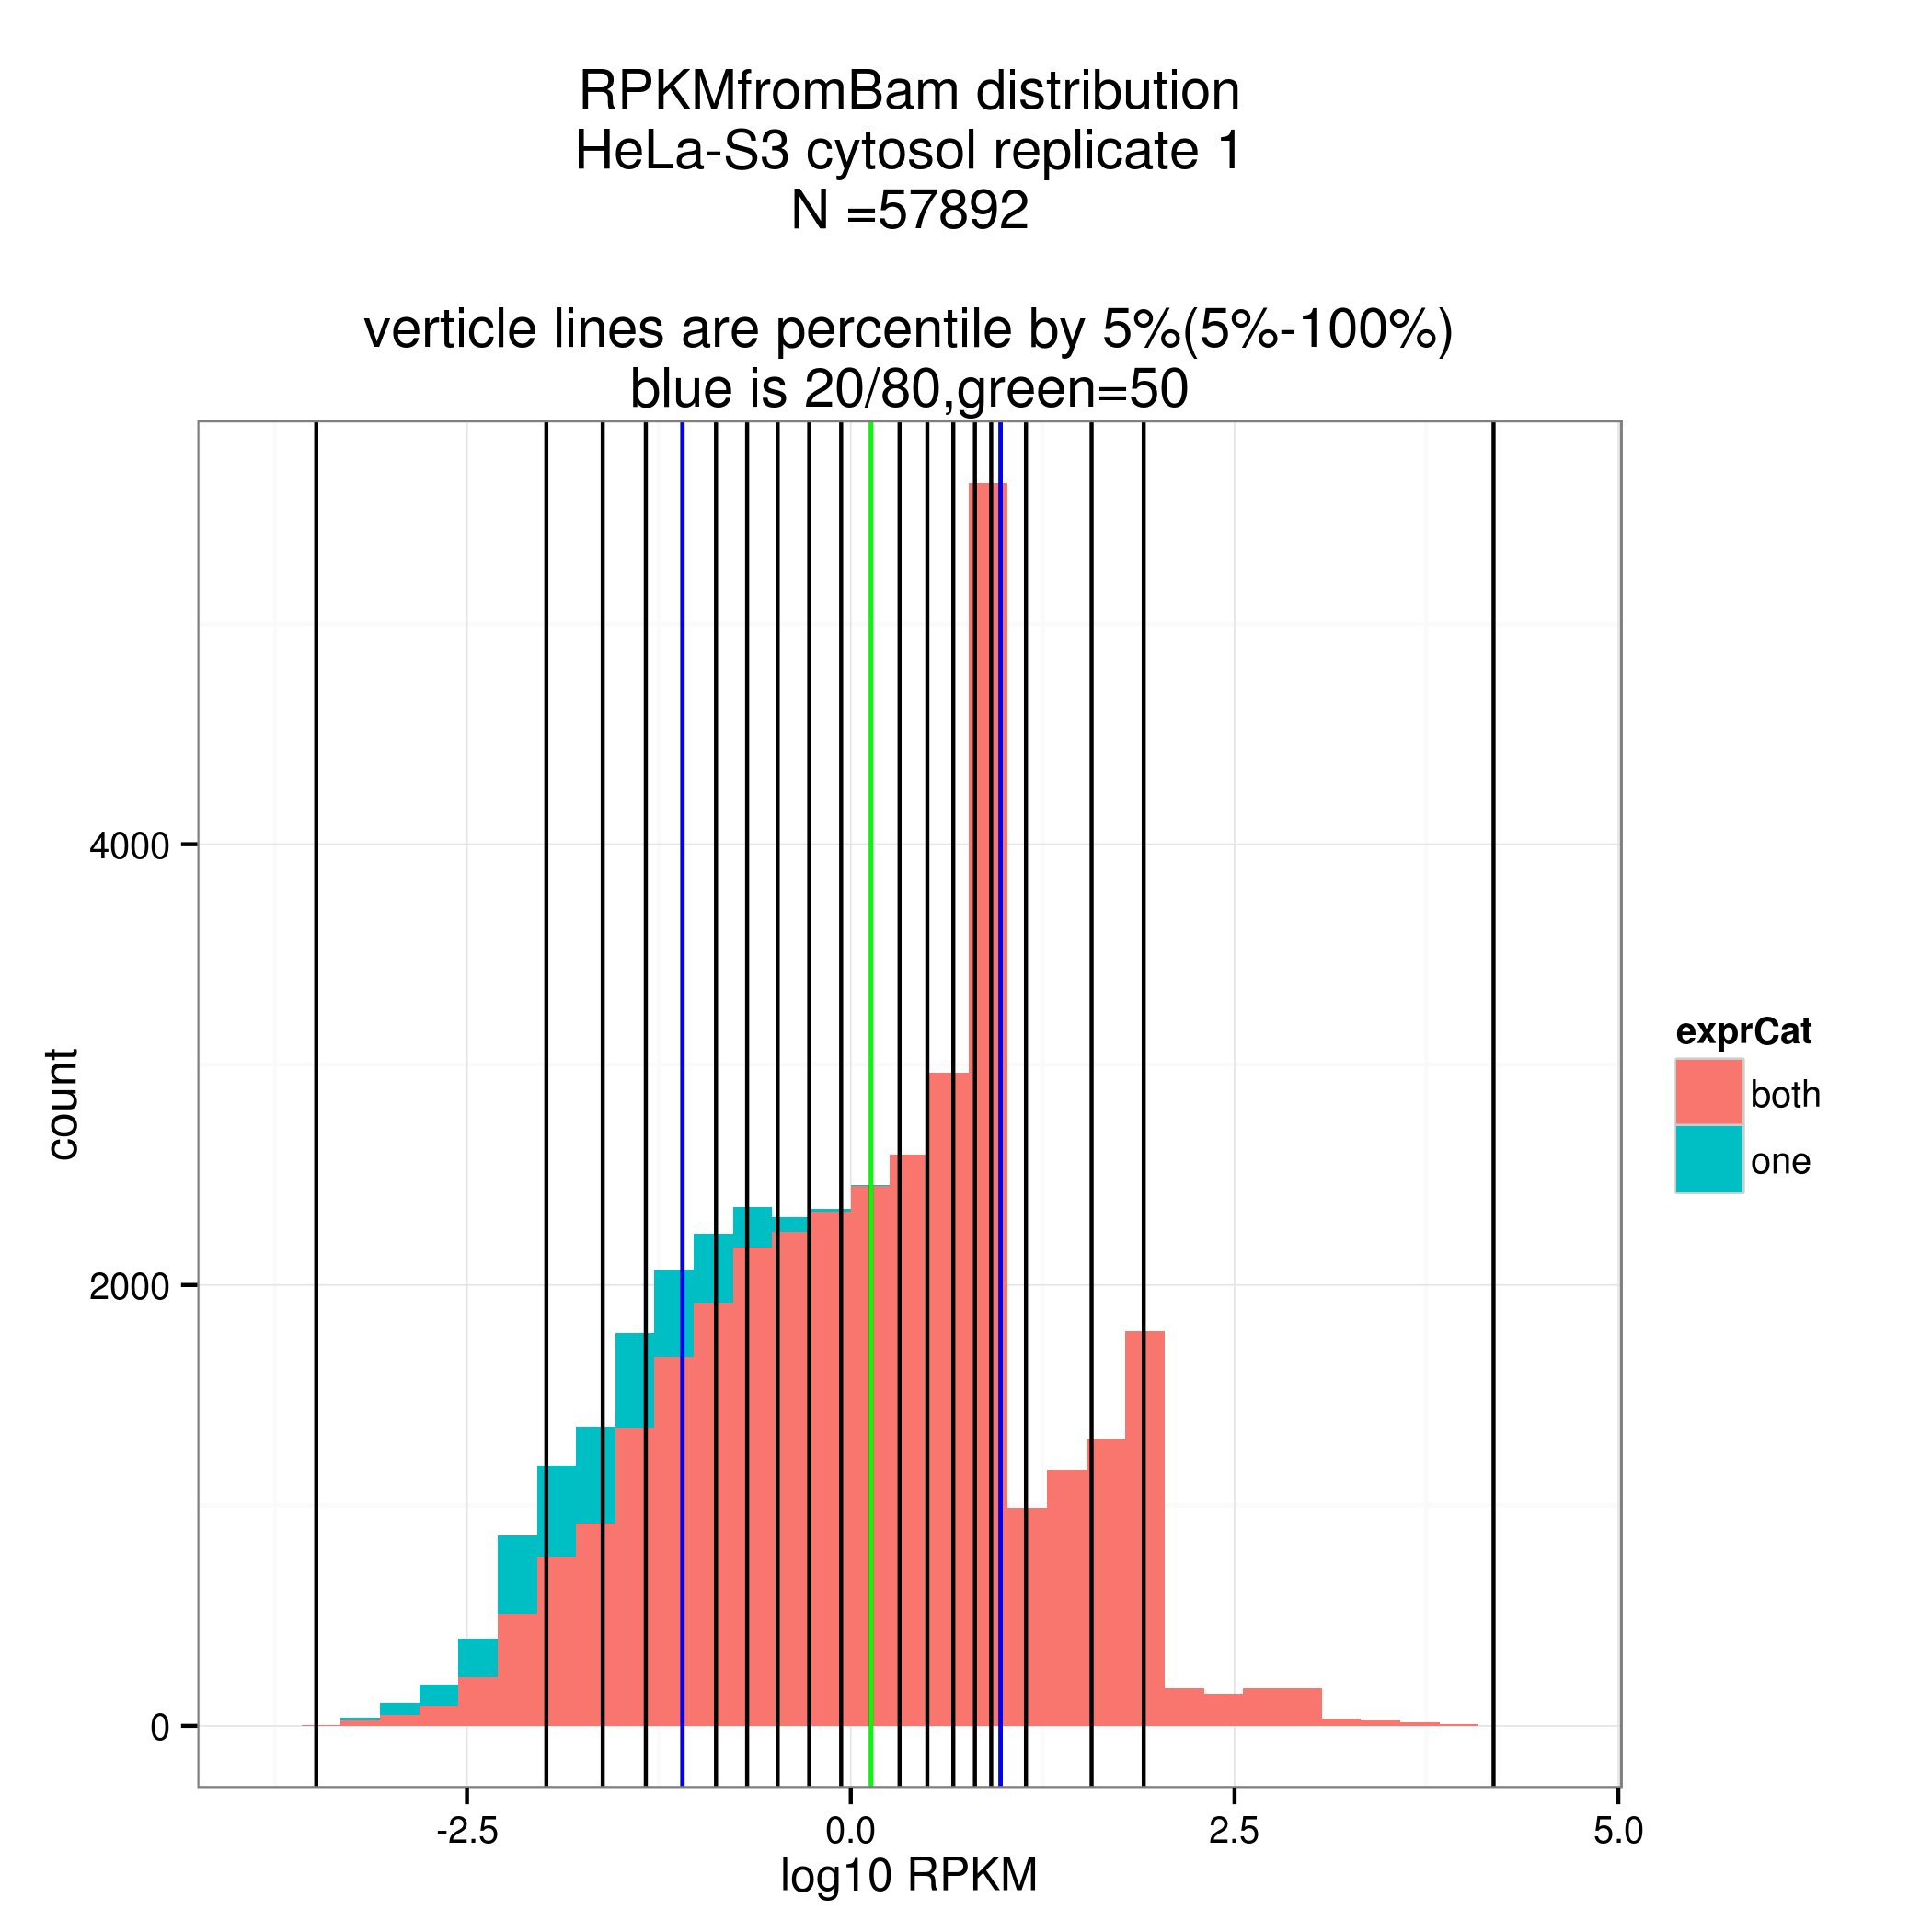 RPKMfromBam distribution
HeLa-S3 cytosol replicate 1
N =57892
verticle lines are percentile by 5%(5%-100%)
blue is 20/80,green=50
count
4000
2000
0
-2.5
0.0
2.5
5.0
log10 RPKM
exprCat
both
one